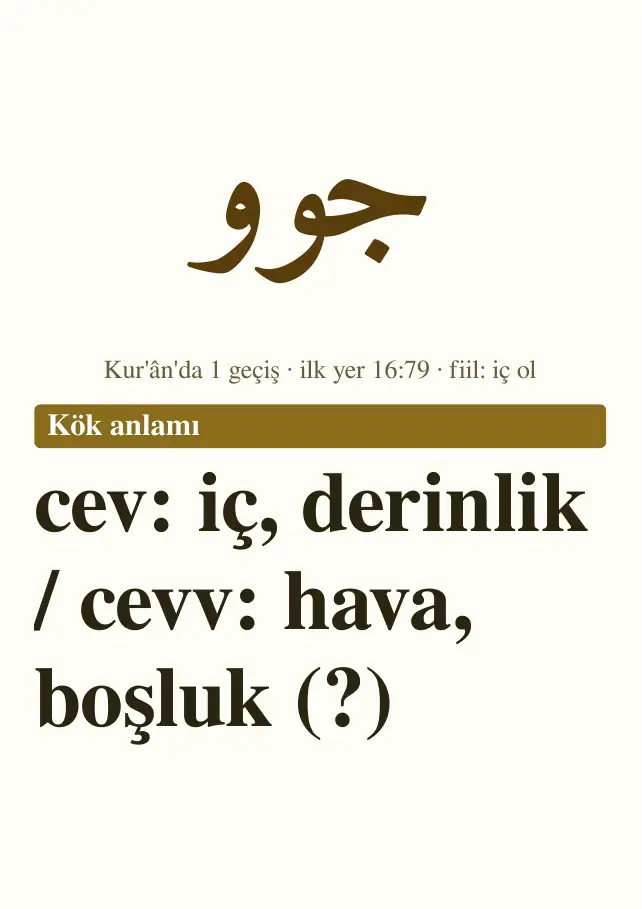 جوو
Kur'ân'da 1 geçiş · ilk yer 16:79 · fiil: iç ol
Kök anlamı
cev: iç, derinlik
/ cevv: hava,
boşluk (?)